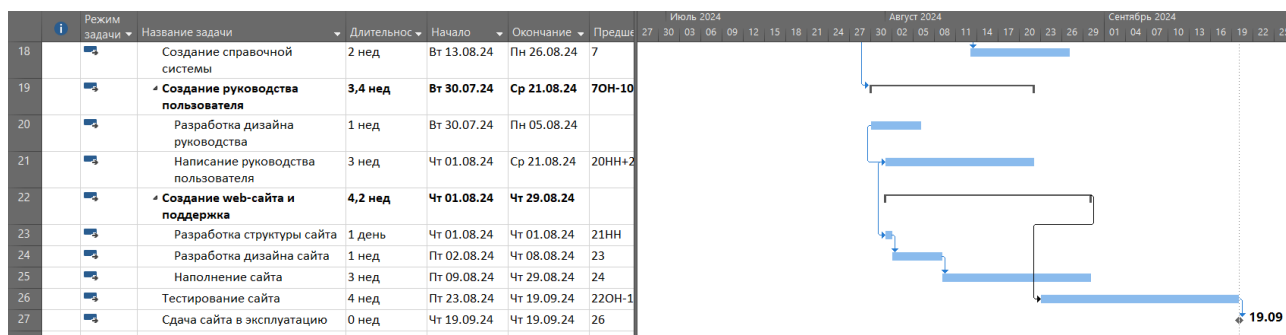 Июль 2024 Август 2024 Сентябрь 2024
Режим
задачи Название задачи Длительнос Начало Окончание Предше 27 30 03 06 09 12 15 18 21 24 27 30 02 05 08 11 14 17 20 23 26 29 01 04 07 10 13 16 19 22 25
18 Создание справочной 2 нед Вт 13.08.24 Пн 26.08.24 7
системы
19 Создание руководства 3,4 нед Вт 30.07.24 Ср 21.08.24 7ОН-10
пользователя
20 Разработка дизайна 1 нед Вт 30.07.24 Пн 05.08.24
руководства
21 Написание руководства 3 нед Чт 01.08.24 Ср 21.08.24 20НН+2
пользователя
22 Создание web-сайта и 4,2 нед Чт 01.08.24 Чт 29.08.24
поддержка
23 Разработка структуры сайта 1 день Чт 01.08.24 Чт 01.08.24 21НН
24 Разработка дизайна сайта 1 нед Пт 02.08.24 Чт 08.08.24 23
25 Наполнение сайта 3 нед Пт 09.08.24 Чт 29.08.24 24
26 Тестирование сайта 4 нед Пт 23.08.24 Чт 19.09.24 22ОН-1
27 Сдача сайта в эксплуатацию 0 нед Чт 19.09.24 Чт 19.09.24 26 19.09